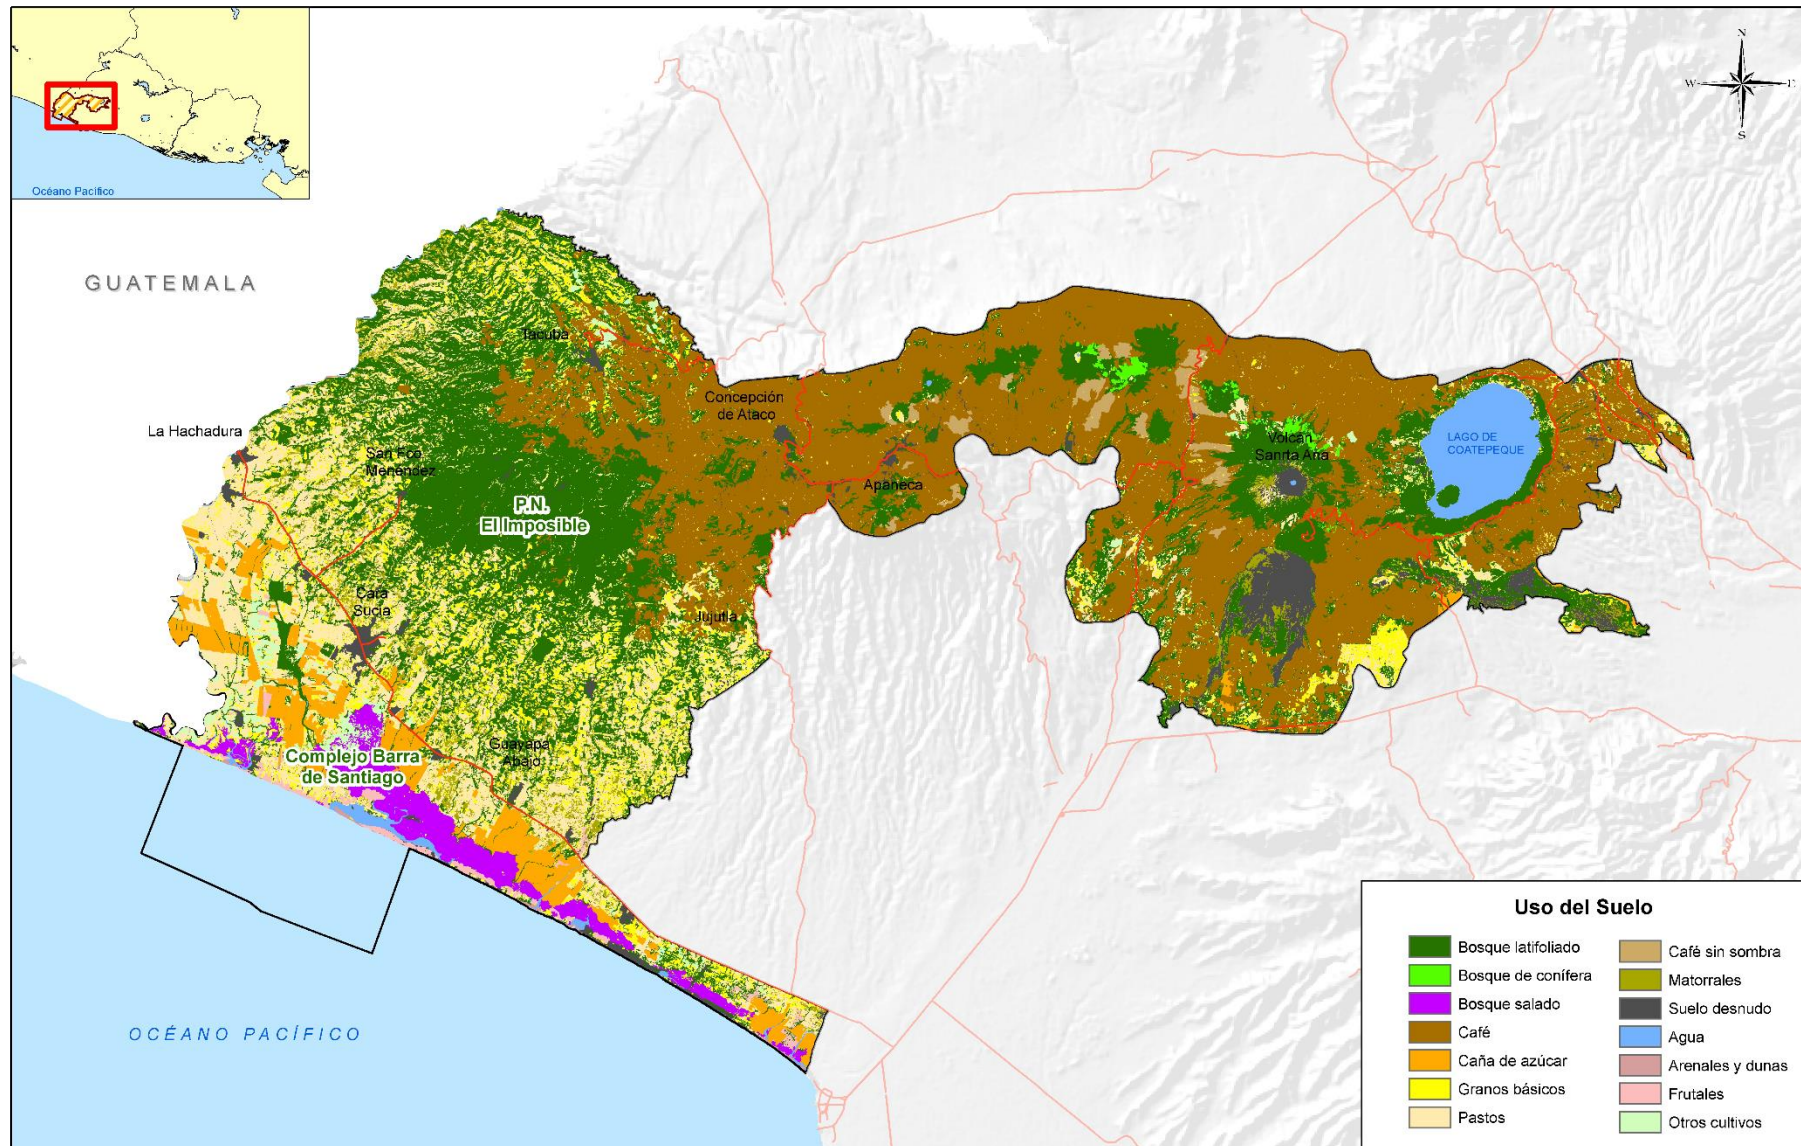 Océano Pacífico
N
W
E
S
GUATEMALA
Tacuba
Concepción
de Ataco
La Hachadura
San Fco
Menéndez
P.N.
El Imposible
Apaneca
Volcán
Sanrta Ana
LAGO DE
COATEPEQUE
Cara
Sucia
Jujutla
Complejo Barra
de Santiago
Guayapa
Abajo
OCÉANO PACÍFICO
Uso del Suelo
Bosque latifoliado
Bosque de conífera
Bosque salado
Café
Caña de azúcar
Granos básicos
Pastos
Café sin sombra
Matorrales
Suelo desnudo
Agua
Arenales y dunas
Frutales
Otros cultivos